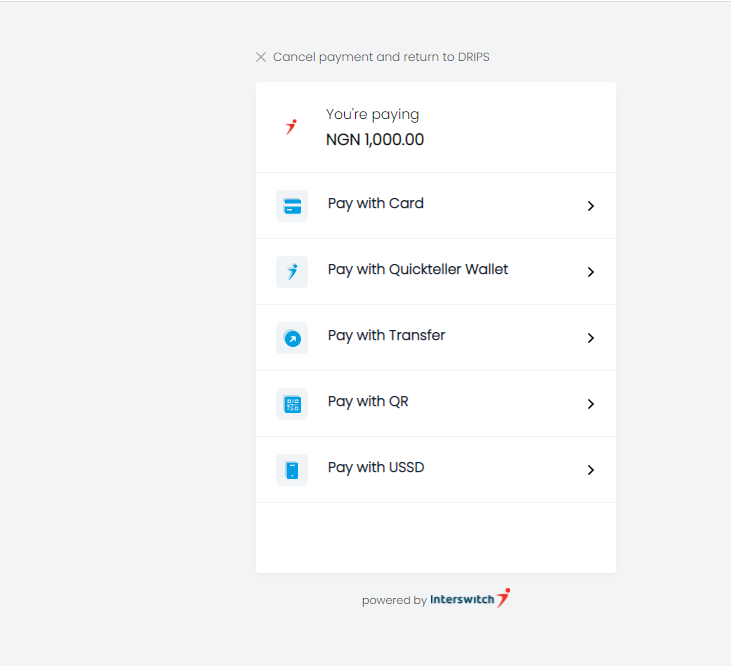 Cancel payment and return to DRIPS
You're paying
NGN 1,000.00
Pay with Card
Pay with Quickteller Wallet
Pay with Transfer
Pay with QR
Pay with USSD
powered by Interswitch